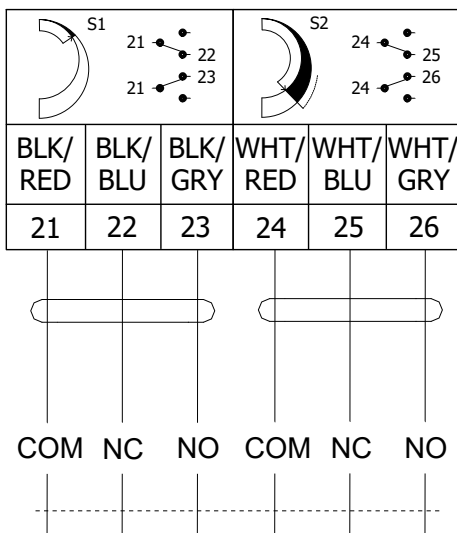 S1
21 22
21 23
S2
24 25
24 26
BLK/ BLK/ BLK/ WHT/ WHT/ WHT/
RED BLU GRY RED BLU GRY
21 22 23 24 25 26
COM NC NO COM NC NO